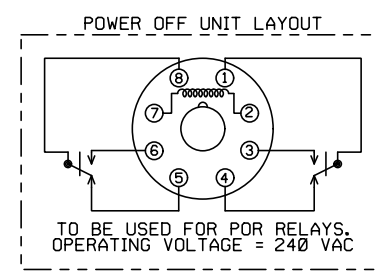 POWER OFF UNIT LAYOUT
8 1
7 2
6 3
5 4
TO BE USED FOR POR RELAYS.
OPERATING VOLTAGE = 240 VAC